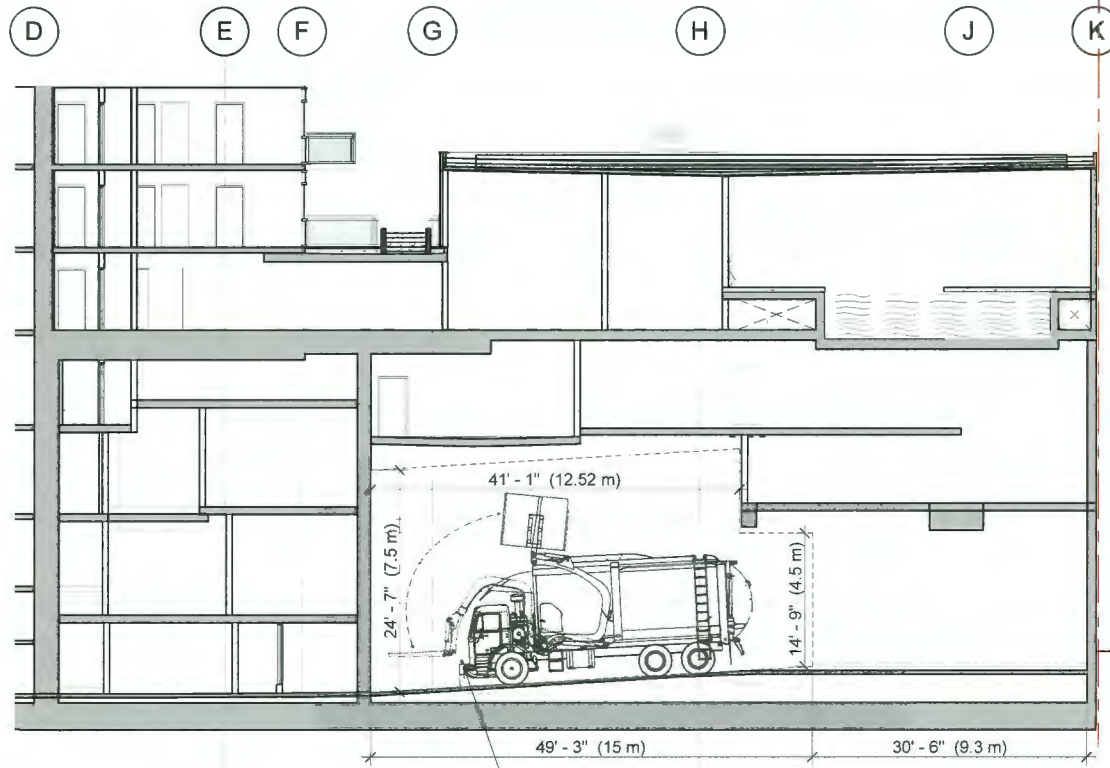 D E F G H J K
41' - 1" (12.52 m)
24' - 7" (7.5 m)
14' - 9" (4.5 m)
49' - 3" (15 m)
30' - 6" (9.3 m)